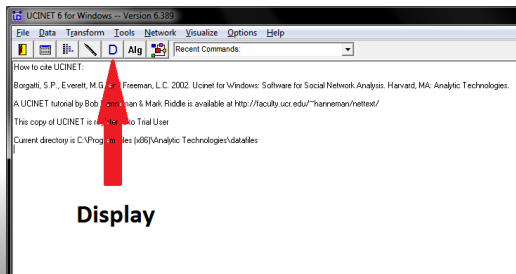 UCINET 6 for Windows -- Version 6.389
File Data Transform Tools Network Visualize Options Help
D Alg Recent Commands:
How to cite UCINET:
Borgatti, S.P., Everett, M.G. and Freeman, L.C. 2002. Ucinet for Windows: Software for Social Network Analysis. Harvard, MA: Analytic Technologies.
A UCINET tutorial by Bob & Mark Riddle is available at http://faculty.ucr.edu/~hanneman/nettext/
This copy of UCINET is to Trial User
Current directory is C:\Program Files (x86)\Analytic Technologies\datafiles
Display